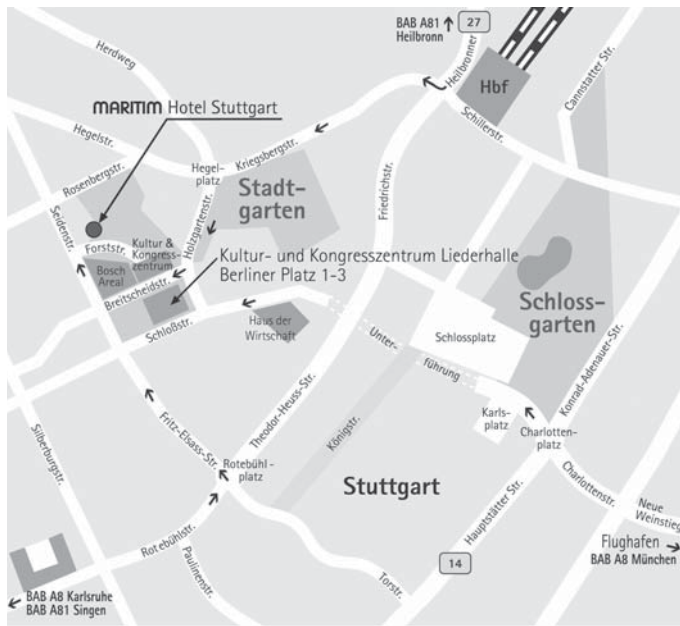 BAB A81
Heilbronn
27
Herdweg
Heilbronner
Hbf
Cannstatter Str.
MARITIM Hotel Stuttgart
Hegelstr.
Schillerstr.
Kriegsbergstr.
Hegel-
platz
Rosenbergstr.
Stadt-
garten
Friedrichstr.
Seidenstr.
Holzgartenstr.
Forststr.
Kultur &
Kongress-
zentrum
Kultur- und Kongresszentrum Liederhalle
Berliner Platz 1-3
Bosch
Areal
Breitscheidstr.
Schloss-
garten
Schloßstr.
Haus der
Wirtschaft
Unter-
führung
Schlossplatz
Konrad-Adenauer-Str.
Karls-
platz
Charlotten-
platz
Theodor-Heuss-Str.
Königstr.
Fritz-Elsass-Str.
Silberburgstr.
Rotebühl-
platz
Stuttgart
Hauptstätter Str.
Charlottenstr.
Neue
Weinstieg
Rotebühlstr.
Flughafen
BAB A8 München
14
Paulinenstr.
Torstr.
BAB A8 Karlsruhe
BAB A81 Singen